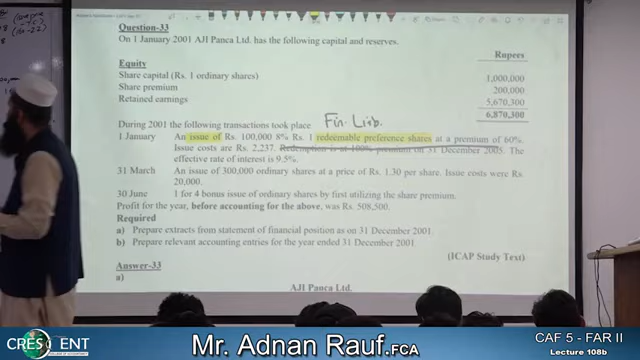 Question-33
On 1 January 2001 AJI Panca Ltd. has the following capital and reserves.
Rupees
Equity
Share capital (Rs. 1 ordinary shares) 1,000,000
Share premium 200,000
Retained earnings 5,670,300
6,870,300
During 2001 the following transactions took place Fin. Liab.
1 January An issue of Rs. 100,000 8% Rs. 1 redeemable preference shares at a premium of 60%.
Issue costs are Rs. 2,237. Redemption is at 100% premium on 31 December 2005. The
effective rate of interest is 9.5%.
31 March An issue of 300,000 ordinary shares at a price of Rs. 1.30 per share. Issue costs were Rs.
20,000.
30 June 1 for 4 bonus issue of ordinary shares by first utilizing the share premium.
Profit for the year, before accounting for the above, was Rs. 508,500.
Required
a) Prepare extracts from statement of financial position as on 31 December 2001.
b) Prepare relevant accounting entries for the year ended 31 December 2001.
(ICAP Study Text)
Answer-33
a)
AJI Panca Ltd.
CRESCENT
COLLEGE OF ACCOUNTANCY
Mr. Adnan Rauf.FCA
CAF 5 - FAR II
Lecture 108b